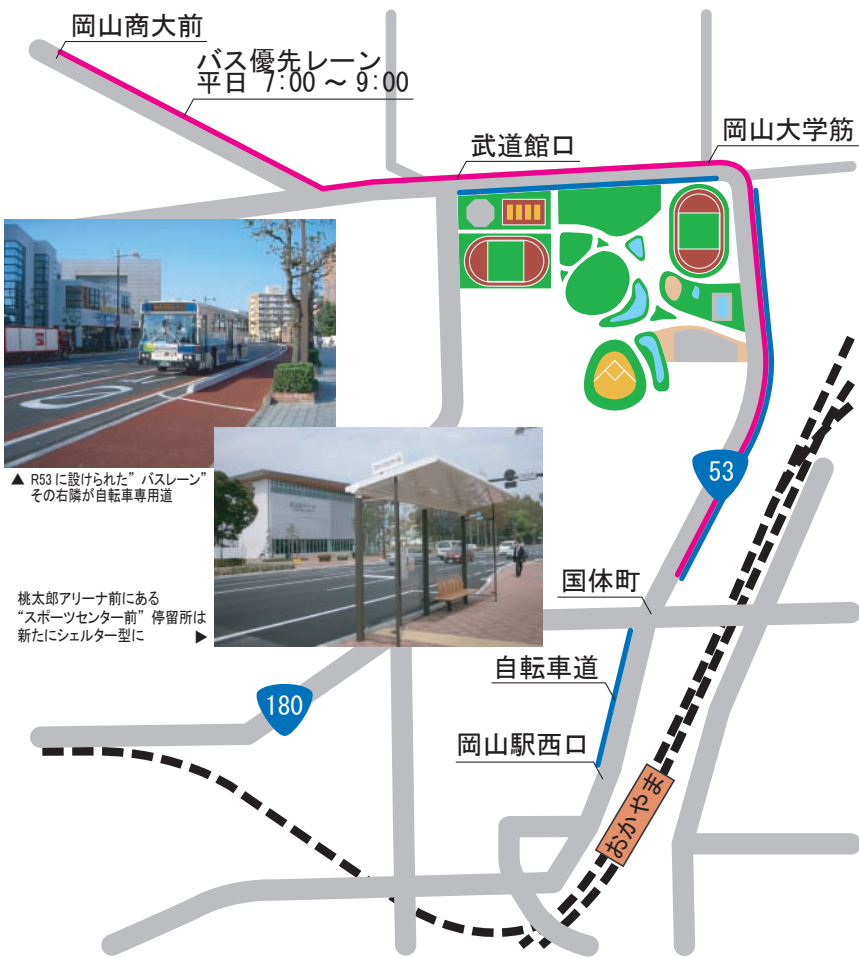 岡山商大前
バス優先レーン
平日 7:00 ～ 9:00
武道館口
岡山大学筋
▲ R53に設けられた”バスレーン”
その右隣が自転車専用道
53
桃太郎アリーナ前にある
“スポーツセンター前” 停留所は
新たにシェルター型に ▶
国体町
自転車道
180
岡山駅西口
おかやま